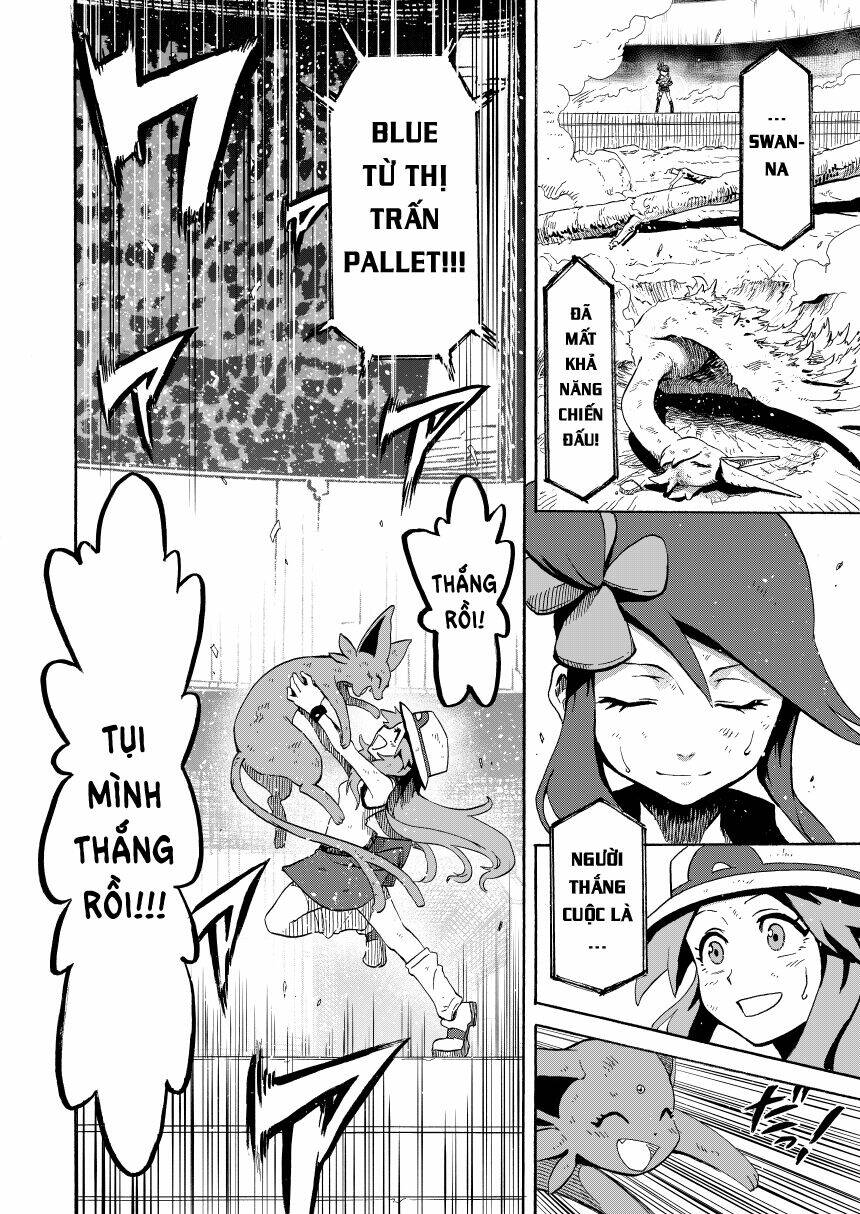 ...
SWAN-
NA
ĐÃ
MẤT KHẢ
NĂNG
CHIẾN
ĐẤU!
NGƯỜI
THẮNG
CUỘC LÀ
...
BLUE
TỪ THỊ
TRẤN
PALLET!!!
THẮNG
RỒI!
TỤI
MÌNH
THẮNG
RỒI!!!